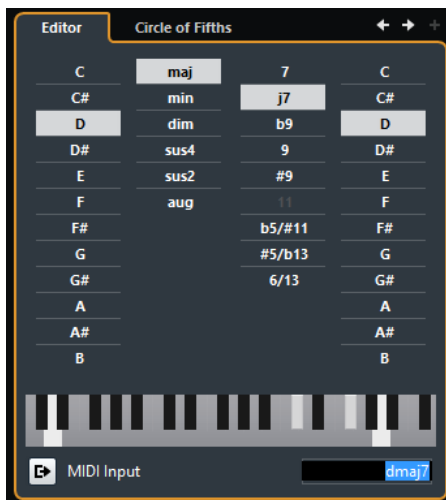 Editor Circle of Fifths
C maj 7 C
C# min j7 C#
D dim b9 D
D# sus4 9 D#
E sus2 #9 E
F aug 11 F
F# b5/#11 F#
G #5/b13 G
G# 6/13 G#
A A
A# A#
B B
MIDI Input dmaj7